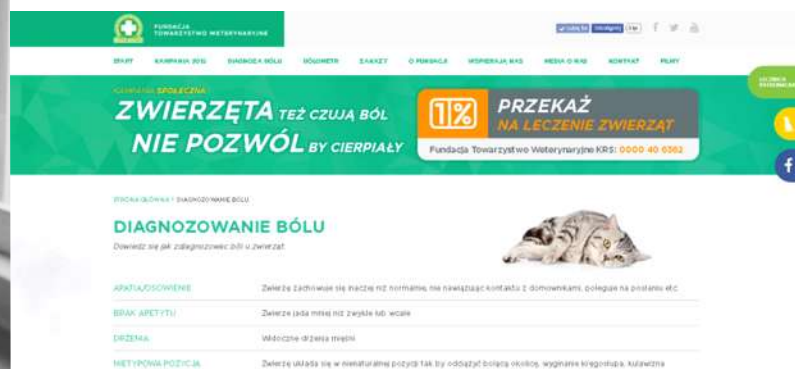 FUNDACJA
TOWARZYSTWO WETERYNARYJNE
START KAMPANIA 2015 DIAGNOZA BÓLU BÓLOMETR ZAKAZY O FUNDACJI WSPIERAJĄ NAS MEDIA O NAS KONTAKT FILMY
KAMPANIA SPOŁECZNA:
ZWIERZĘTA TEŻ CZUJĄ BÓL
NIE POZWÓL BY CIERPIAŁY
1% PRZEKAŻ
NA LECZENIE ZWIERZĄT
Fundacja Towarzystwo Weterynaryjne KRS: 0000 40 6362
STRONA GŁÓWNA / DIAGNOZOWANIE BÓLU
DIAGNOZOWANIE BÓLU
Dowiedz się jak zdiagnozować ból u zwierząt.
APATIA/OSOWIENIE Zwierzę zachowuje się inaczej niż normalnie, nie nawiązując kontaktu z domownikami, poleguje na posłaniu etc.
BRAK APETYTU Zwierzę jada mniej niż zwykle lub wcale
DRŻENIA Widoczne drżenia mięśni
NIETYPOWA POZYCJA Zwierzę układa się w nienaturalnej pozycji tak by odciążyć bolącą okolicę, wyginanie kręgosłupa, kulawizna